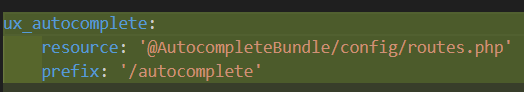 ux_autocomplete:
    resource: '@AutocompleteBundle/config/routes.php'
    prefix: '/autocomplete'